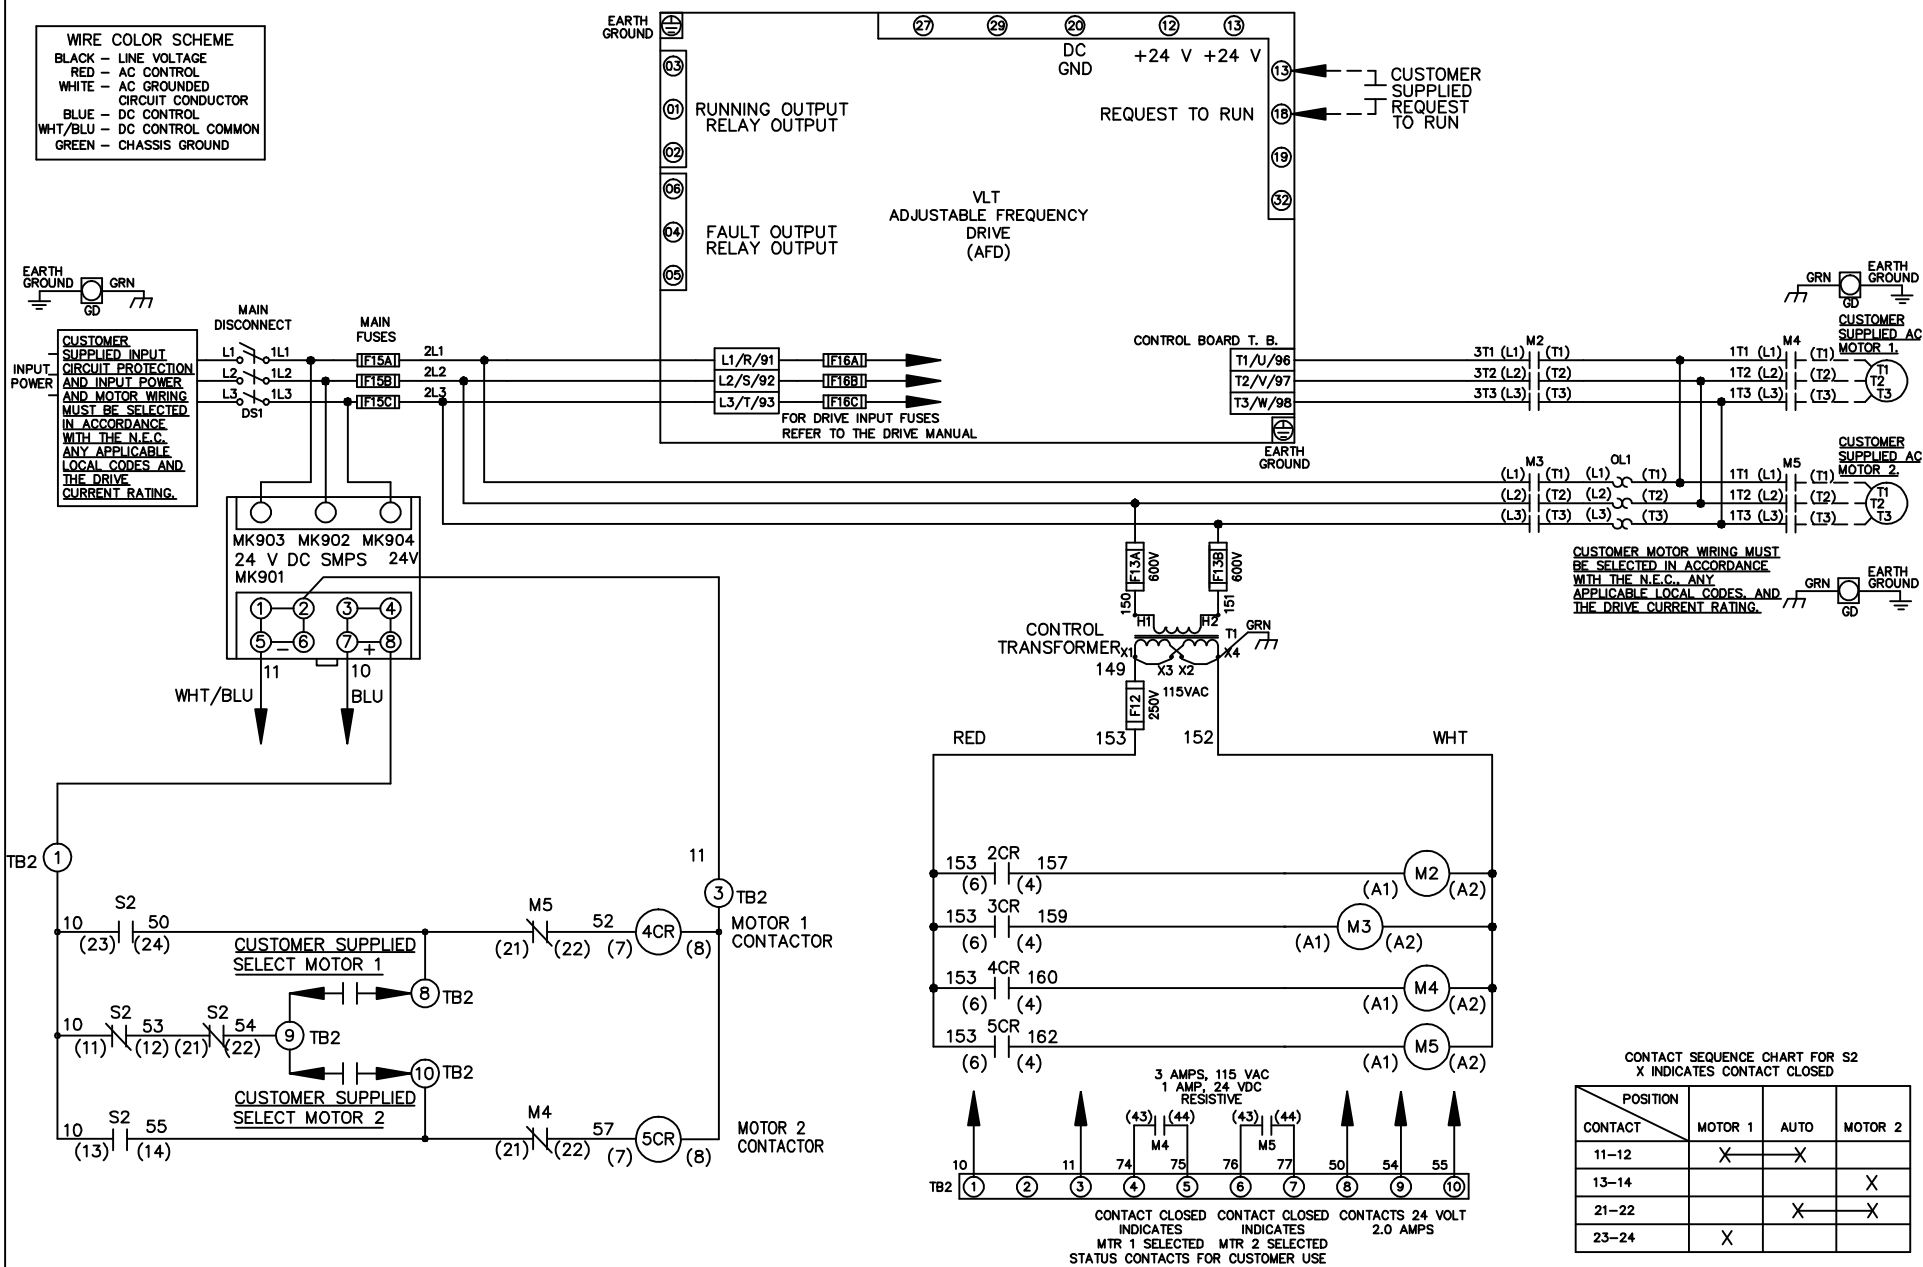 WIRE COLOR SCHEME
BLACK – LINE VOLTAGE
RED – AC CONTROL
WHITE – AC GROUNDED
CIRCUIT CONDUCTOR
BLUE – DC CONTROL
WHT/BLU – DC CONTROL COMMON
GREEN – CHASSIS GROUND
EARTH
GROUND
03
01
02
RUNNING OUTPUT
RELAY OUTPUT
06
04
05
FAULT OUTPUT
RELAY OUTPUT
27 29 20 12 13
DC
GND
+24 V +24 V
13
18
19
32
REQUEST TO RUN
CUSTOMER
SUPPLIED
REQUEST
TO RUN
VLT
ADJUSTABLE FREQUENCY
DRIVE
(AFD)
EARTH
GROUND
GRN
GD
INPUT
POWER
CUSTOMER
SUPPLIED INPUT
CIRCUIT PROTECTION
AND INPUT POWER
AND MOTOR WIRING
MUST BE SELECTED
IN ACCORDANCE
WITH THE N.E.C.
ANY APPLICABLE
LOCAL CODES AND
THE DRIVE
CURRENT RATING.
MAIN
DISCONNECT
L1 1L1
L2 1L2
L3 1L3
DS1
MAIN
FUSES
F15A 2L1
F15B 2L2
F15C 2L3
L1/R/91 F16A
L2/S/92 F16B
L3/T/93 F16C
FOR DRIVE INPUT FUSES
REFER TO THE DRIVE MANUAL
CONTROL BOARD T. B.
T1/U/96
T2/V/97
T3/W/98
EARTH
GROUND
M2
3T1 (L1) (T1)
3T2 (L2) (T2)
3T3 (L3) (T3)
M4
1T1 (L1) (T1)
1T2 (L2) (T2)
1T3 (L3) (T3)
GRN
GD
EARTH
GROUND
CUSTOMER
SUPPLIED AC
MOTOR 1.
T1
T2
T3
M3 OL1
(L1) (T1) (L1) (T1)
(L2) (T2) (L2) (T2)
(L3) (T3) (L3) (T3)
M5
1T1 (L1) (T1)
1T2 (L2) (T2)
1T3 (L3) (T3)
CUSTOMER
SUPPLIED AC
MOTOR 2.
T1
T2
T3
CUSTOMER MOTOR WIRING MUST
BE SELECTED IN ACCORDANCE
WITH THE N.E.C., ANY
APPLICABLE LOCAL CODES, AND
THE DRIVE CURRENT RATING.
GRN
GD
EARTH
GROUND
MK903 MK902 MK904
24 V DC SMPS 24V
MK901
1 2 3 4
5 – 6 7 + 8
11 10
WHT/BLU BLU
F13A 600V
F13B 600V
150 151
H1 H2
CONTROL
TRANSFORMER
T1
GRN
X1 X3 X2 X4
149
F12 250V
115VAC
153 152
RED WHT
TB2 1
11
3 TB2
10 S2 50
(23) (24)
M5 52
(21) (22) (7) 4CR (8)
MOTOR 1
CONTACTOR
CUSTOMER SUPPLIED
SELECT MOTOR 1
8 TB2
10 S2 53 S2 54
(11) (12) (21) (22)
9 TB2
10 TB2
CUSTOMER SUPPLIED
SELECT MOTOR 2
10 S2 55
(13) (14)
M4 57
(21) (22) (7) 5CR (8)
MOTOR 2
CONTACTOR
153 2CR 157
(6) (4) (A1) M2 (A2)
153 3CR 159
(6) (4) (A1) M3 (A2)
153 4CR 160
(6) (4) (A1) M4 (A2)
153 5CR 162
(6) (4) (A1) M5 (A2)
3 AMPS, 115 VAC
1 AMP, 24 VDC
RESISTIVE
(43) (44) (43) (44)
M4 M5
10 11 74 75 76 77 50 54 55
TB2 1 2 3 4 5 6 7 8 9 10
CONTACT CLOSED CONTACT CLOSED CONTACTS 24 VOLT
INDICATES INDICATES 2.0 AMPS
MTR 1 SELECTED MTR 2 SELECTED
STATUS CONTACTS FOR CUSTOMER USE
CONTACT SEQUENCE CHART FOR S2
X INDICATES CONTACT CLOSED
POSITION
CONTACT MOTOR 1 AUTO MOTOR 2
11–12 X X
13–14 X
21–22 X X
23–24 X